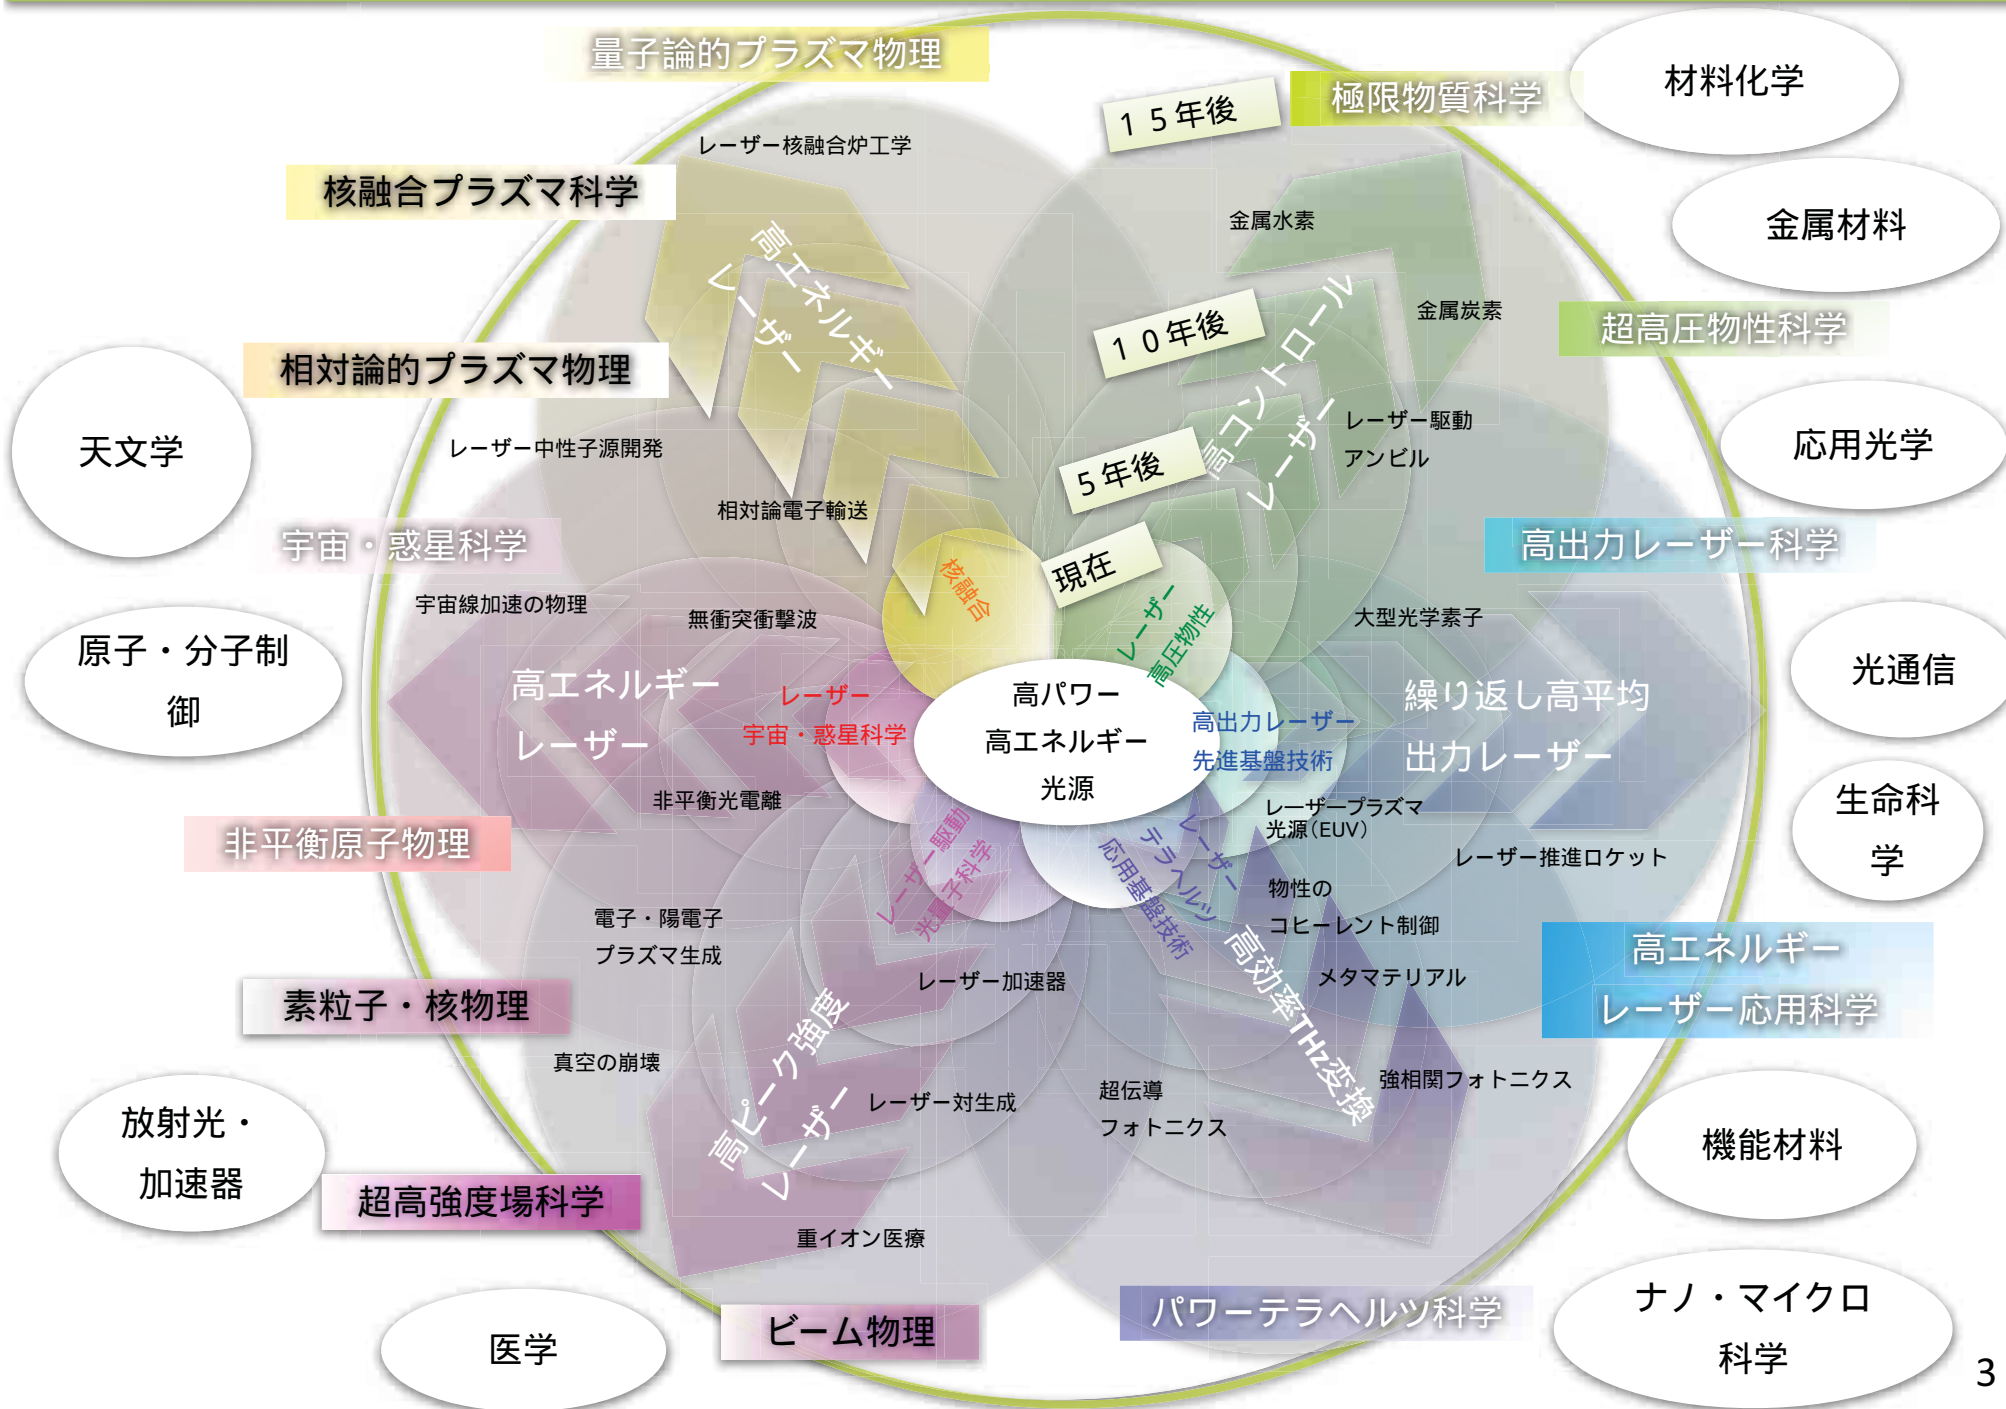 量子論的プラズマ物理
極限物質科学
材料化学
15年後
レーザー核融合炉工学
核融合プラズマ科学
金属水素
金属材料
高エネルギー
レーザー
高コントロール
レーザー
金属炭素
超高圧物性科学
10年後
相対論的プラズマ物理
天文学
レーザー中性子源開発
レーザー駆動
アンビル
応用光学
5年後
相対論電子輸送
宇宙・惑星科学
高出力レーザー科学
現在
核融合
レーザー
高圧物性
宇宙線加速の物理
無衝突衝撃波
大型光学素子
原子・分子制
御
光通信
高エネルギー
レーザー
レーザー
宇宙・惑星科学
高パワー
高エネルギー
光源
高出力レーザー
先進基盤技術
繰り返し高平均
出力レーザー
非平衡光電離
レーザープラズマ
光源(EUV)
生命科
学
非平衡原子物理
レーザー駆動
光量子科学
レーザー
テラヘルツ
応用基盤技術
レーザー推進ロケット
物性の
コヒーレント制御
電子・陽電子
プラズマ生成
高エネルギー
レーザー応用科学
レーザー加速器
メタマテリアル
素粒子・核物理
高ピーク強度
レーザー
高効率THz変換
真空の崩壊
レーザー対生成
超伝導
フォトニクス
強相関フォトニクス
放射光・
加速器
機能材料
超高強度場科学
重イオン医療
パワーテラヘルツ科学
ナノ・マイクロ
科学
ビーム物理
医学
3